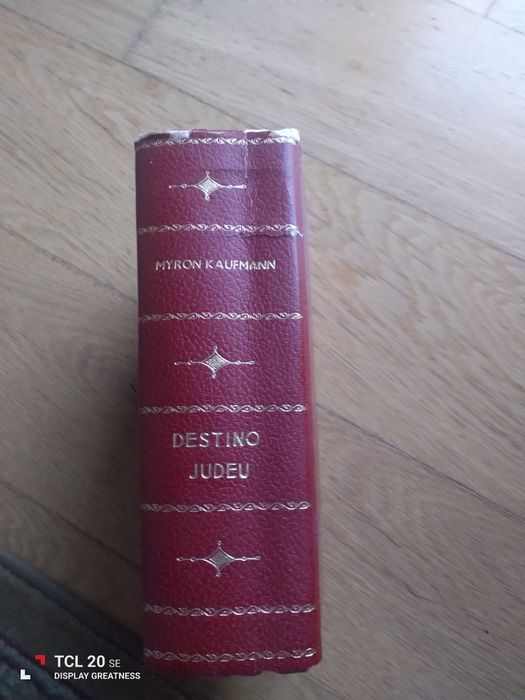 MYRON KAUFMANN
DESTINO
JUDEU
TCL 20 SE
DISPLAY GREATNESS